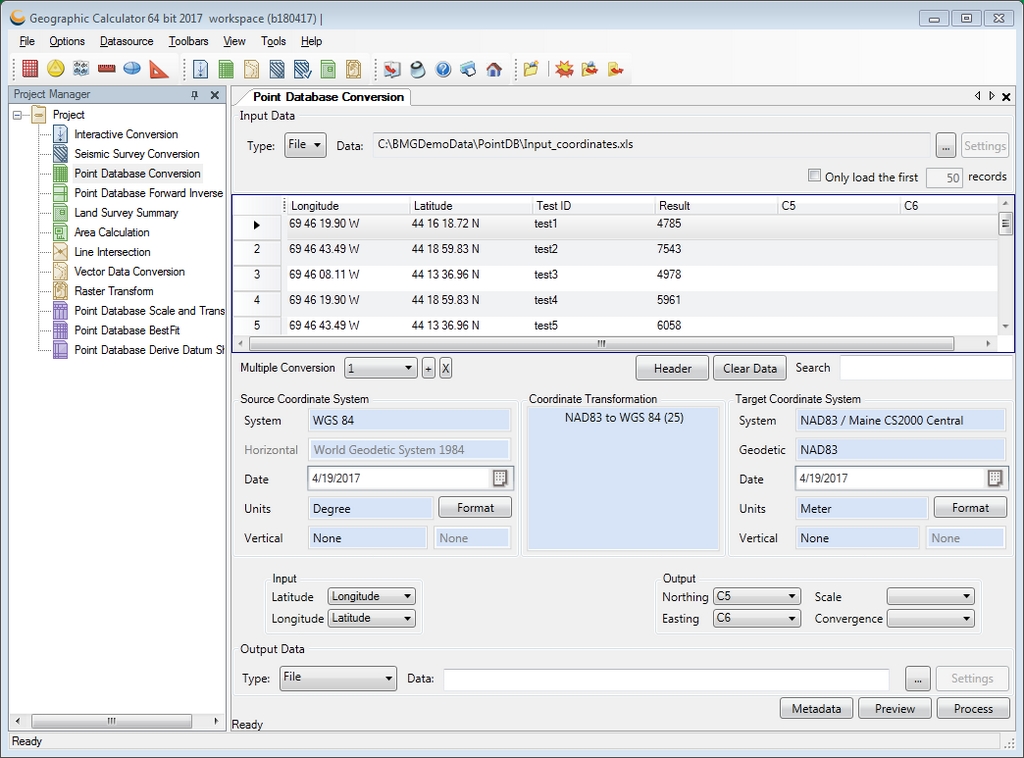 Geographic Calculator 64 bit 2017 workspace (b180417) |
File Options Datasource Toolbars View Tools Help
Project Manager
Project
Interactive Conversion
Seismic Survey Conversion
Point Database Conversion
Point Database Forward Inverse
Land Survey Summary
Area Calculation
Line Intersection
Vector Data Conversion
Raster Transform
Point Database Scale and Trans
Point Database BestFit
Point Database Derive Datum Sh
Point Database Conversion
Input Data
Type: File Data: C:\BMGDemoData\PointDB\Input_coordinates.xls ... Settings
Only load the first 50 records
Longitude Latitude Test ID Result C5 C6
69 46 19.90 W 44 16 18.72 N test1 4785
2 69 46 43.49 W 44 18 59.83 N test2 7543
3 69 46 08.11 W 44 13 36.96 N test3 4978
4 69 46 19.90 W 44 18 59.83 N test4 5961
5 69 46 43.49 W 44 13 36.96 N test5 6058
Multiple Conversion 1 + X Header Clear Data Search
Source Coordinate System
System WGS 84
Horizontal World Geodetic System 1984
Date 4/19/2017
Units Degree Format
Vertical None None
Coordinate Transformation
NAD83 to WGS 84 (25)
Target Coordinate System
System NAD83 / Maine CS2000 Central
Geodetic NAD83
Date 4/19/2017
Units Meter Format
Vertical None None
Input
Latitude Longitude
Longitude Latitude
Output
Northing C5 Scale
Easting C6 Convergence
Output Data
Type: File Data: ... Settings
Metadata Preview Process
Ready
Ready